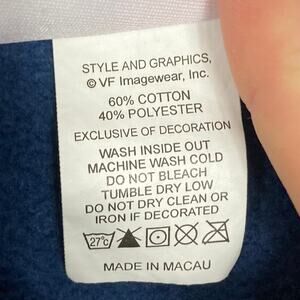 STYLE AND GRAPHICS,
© VF Imagewear, Inc.
60% COTTON
40% POLYESTER
EXCLUSIVE OF DECORATION
WASH INSIDE OUT
MACHINE WASH COLD
DO NOT BLEACH
TUMBLE DRY LOW
DO NOT DRY CLEAN OR
IRON IF DECORATED
27°C
MADE IN MACAU